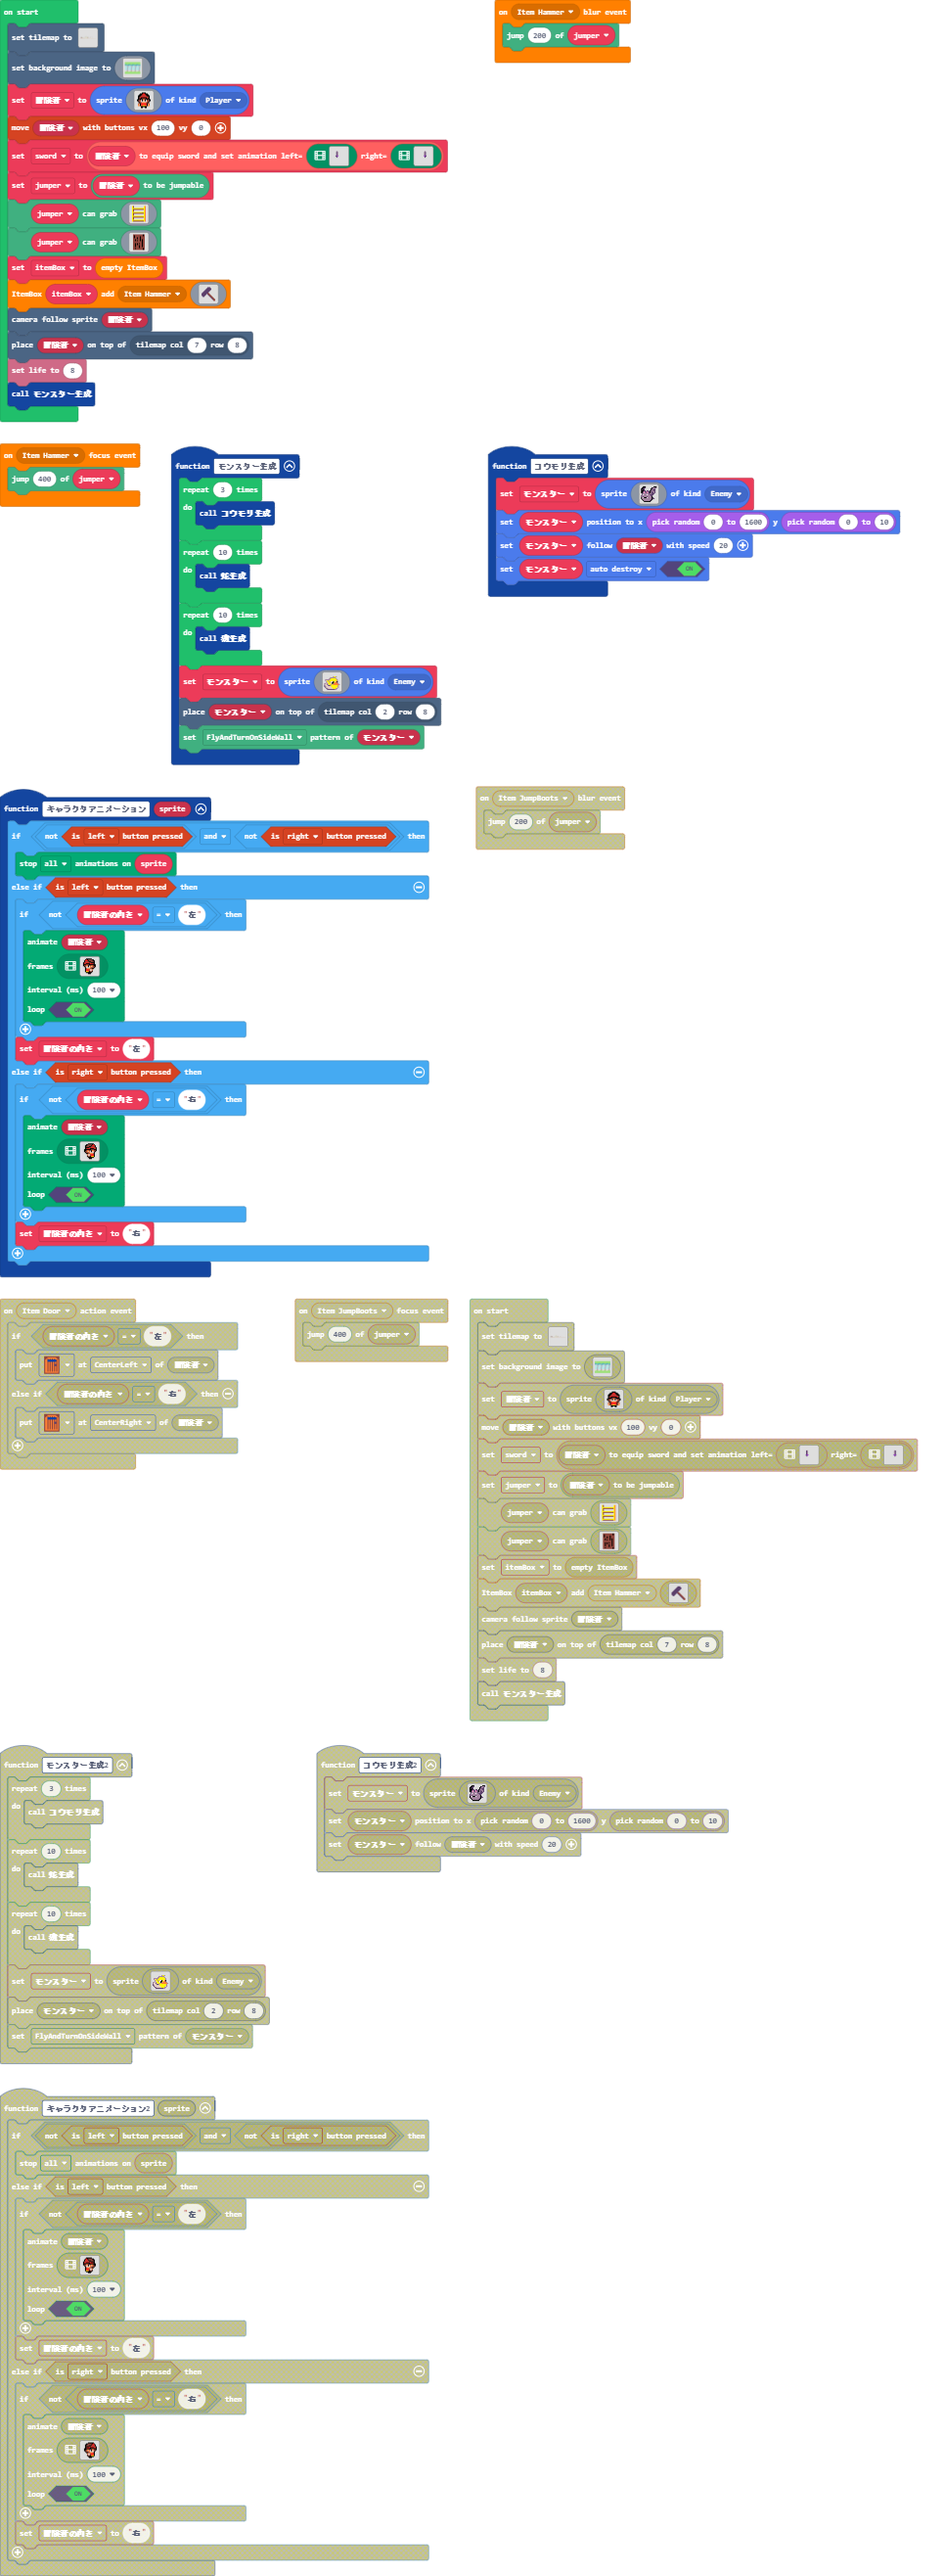 on start
set tilemap to
set background image to
set 冒険者 to sprite of kind Player
move 冒険者 with buttons vx 100 vy 0
set sword to 冒険者 to equip sword and set animation left= right=
set jumper to 冒険者 to be jumpable
jumper can grab
jumper can grab
set itemBox to empty ItemBox
ItemBox itemBox add Item Hammer
camera follow sprite 冒険者
place 冒険者 on top of tilemap col 7 row 8
set life to 8
call モンスター生成
on Item Hammer blur event
jump 200 of jumper
on Item Hammer focus event
jump 400 of jumper
function モンスター生成
repeat 3 times
do call コウモリ生成
repeat 10 times
do call 蛇生成
repeat 10 times
do call 生成
set モンスター to sprite of kind Enemy
place モンスター on top of tilemap col 2 row 8
set FlyAndTurnOnSideWall pattern of モンスター
function コウモリ生成
set モンスター to sprite of kind Enemy
set モンスター position to x pick random 0 to 1600 y pick random 0 to 10
set モンスター follow 冒険者 with speed 20
set モンスター auto destroy ON
function キャラクタアニメーション sprite
if not is left button pressed and not is right button pressed then
stop all animations on sprite
else if is left button pressed then
if not 冒険者の向き = "左" then
animate 冒険者
frames
interval (ms) 100
loop ON
set 冒険者の向き to "左"
else if is right button pressed then
if not 冒険者の向き = "右" then
animate 冒険者
frames
interval (ms) 100
loop ON
set 冒険者の向き to "右"
on Item JumpBoots blur event
jump 200 of jumper
on Item Door action event
if 冒険者の向き = "左" then
put at CenterLeft of 冒険者
else if 冒険者の向き = "右" then
put at CenterRight of 冒険者
on Item JumpBoots focus event
jump 400 of jumper
on start
set tilemap to
set background image to
set 冒険者 to sprite of kind Player
move 冒険者 with buttons vx 100 vy 0
set sword to 冒険者 to equip sword and set animation left= right=
set jumper to 冒険者 to be jumpable
jumper can grab
jumper can grab
set itemBox to empty ItemBox
ItemBox itemBox add Item Hammer
camera follow sprite 冒険者
place 冒険者 on top of tilemap col 7 row 8
set life to 8
call モンスター生成
function モンスター生成2
repeat 3 times
do call コウモリ生成
repeat 10 times
do call 蛇生成
repeat 10 times
do call 生成
set モンスター to sprite of kind Enemy
place モンスター on top of tilemap col 2 row 8
set FlyAndTurnOnSideWall pattern of モンスター
function コウモリ生成2
set モンスター to sprite of kind Enemy
set モンスター position to x pick random 0 to 1600 y pick random 0 to 10
set モンスター follow 冒険者 with speed 20
function キャラクタアニメーション2 sprite
if not is left button pressed and not is right button pressed then
stop all animations on sprite
else if is left button pressed then
if not 冒険者の向き = "左" then
animate 冒険者
frames
interval (ms) 100
loop ON
set 冒険者の向き to "左"
else if is right button pressed then
if not 冒険者の向き = "右" then
animate 冒険者
frames
interval (ms) 100
loop ON
set 冒険者の向き to "右"